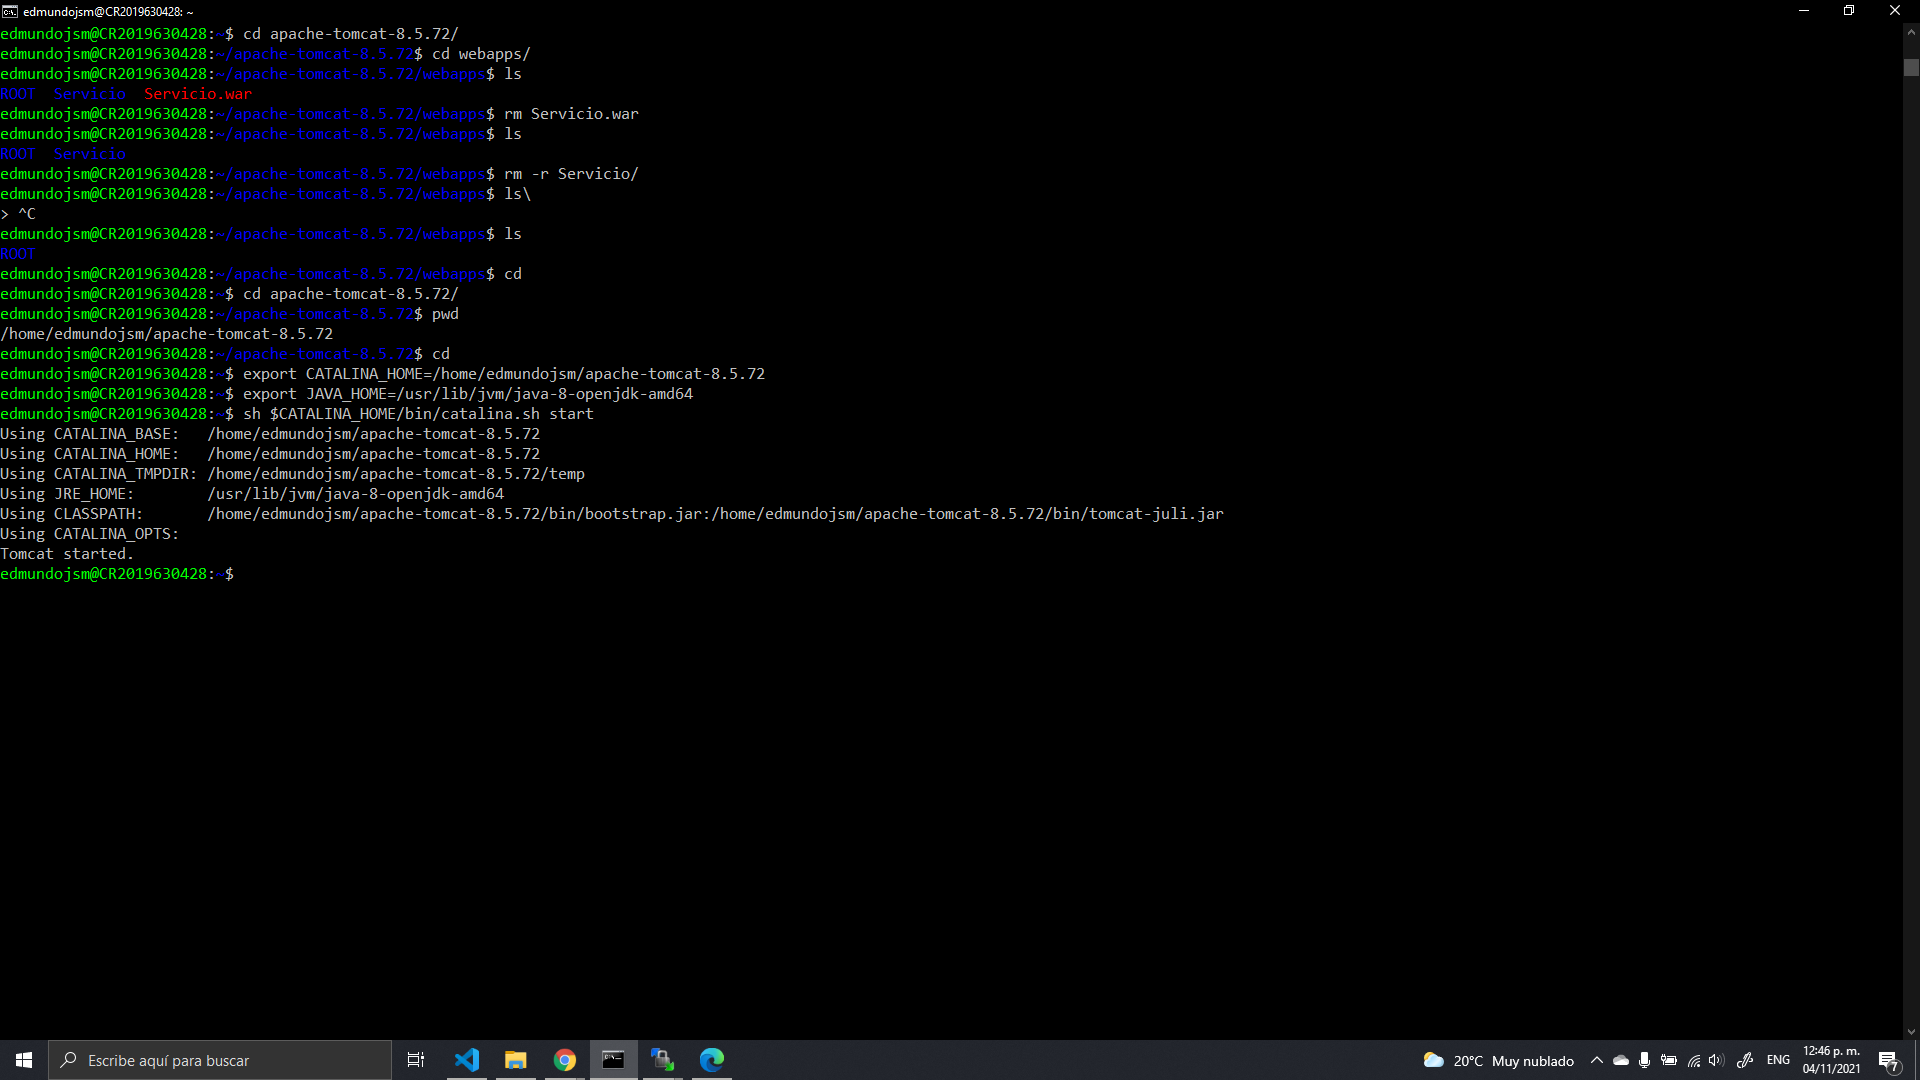 edmundojsm@CR2019630428: ~
edmundojsm@CR2019630428:~$ cd apache-tomcat-8.5.72/
edmundojsm@CR2019630428:~/apache-tomcat-8.5.72$ cd webapps/
edmundojsm@CR2019630428:~/apache-tomcat-8.5.72/webapps$ ls
ROOT  Servicio  Servicio.war
edmundojsm@CR2019630428:~/apache-tomcat-8.5.72/webapps$ rm Servicio.war
edmundojsm@CR2019630428:~/apache-tomcat-8.5.72/webapps$ ls
ROOT  Servicio
edmundojsm@CR2019630428:~/apache-tomcat-8.5.72/webapps$ rm -r Servicio/
edmundojsm@CR2019630428:~/apache-tomcat-8.5.72/webapps$ ls\
> ^C
edmundojsm@CR2019630428:~/apache-tomcat-8.5.72/webapps$ ls
ROOT
edmundojsm@CR2019630428:~/apache-tomcat-8.5.72/webapps$ cd
edmundojsm@CR2019630428:~$ cd apache-tomcat-8.5.72/
edmundojsm@CR2019630428:~/apache-tomcat-8.5.72$ pwd
/home/edmundojsm/apache-tomcat-8.5.72
edmundojsm@CR2019630428:~/apache-tomcat-8.5.72$ cd
edmundojsm@CR2019630428:~$ export CATALINA_HOME=/home/edmundojsm/apache-tomcat-8.5.72
edmundojsm@CR2019630428:~$ export JAVA_HOME=/usr/lib/jvm/java-8-openjdk-amd64
edmundojsm@CR2019630428:~$ sh $CATALINA_HOME/bin/catalina.sh start
Using CATALINA_BASE:   /home/edmundojsm/apache-tomcat-8.5.72
Using CATALINA_HOME:   /home/edmundojsm/apache-tomcat-8.5.72
Using CATALINA_TMPDIR: /home/edmundojsm/apache-tomcat-8.5.72/temp
Using JRE_HOME:        /usr/lib/jvm/java-8-openjdk-amd64
Using CLASSPATH:       /home/edmundojsm/apache-tomcat-8.5.72/bin/bootstrap.jar:/home/edmundojsm/apache-tomcat-8.5.72/bin/tomcat-juli.jar
Using CATALINA_OPTS:
Tomcat started.
edmundojsm@CR2019630428:~$
Escribe aquí para buscar
20°C Muy nublado
ENG
12:46 p. m.
04/11/2021
7